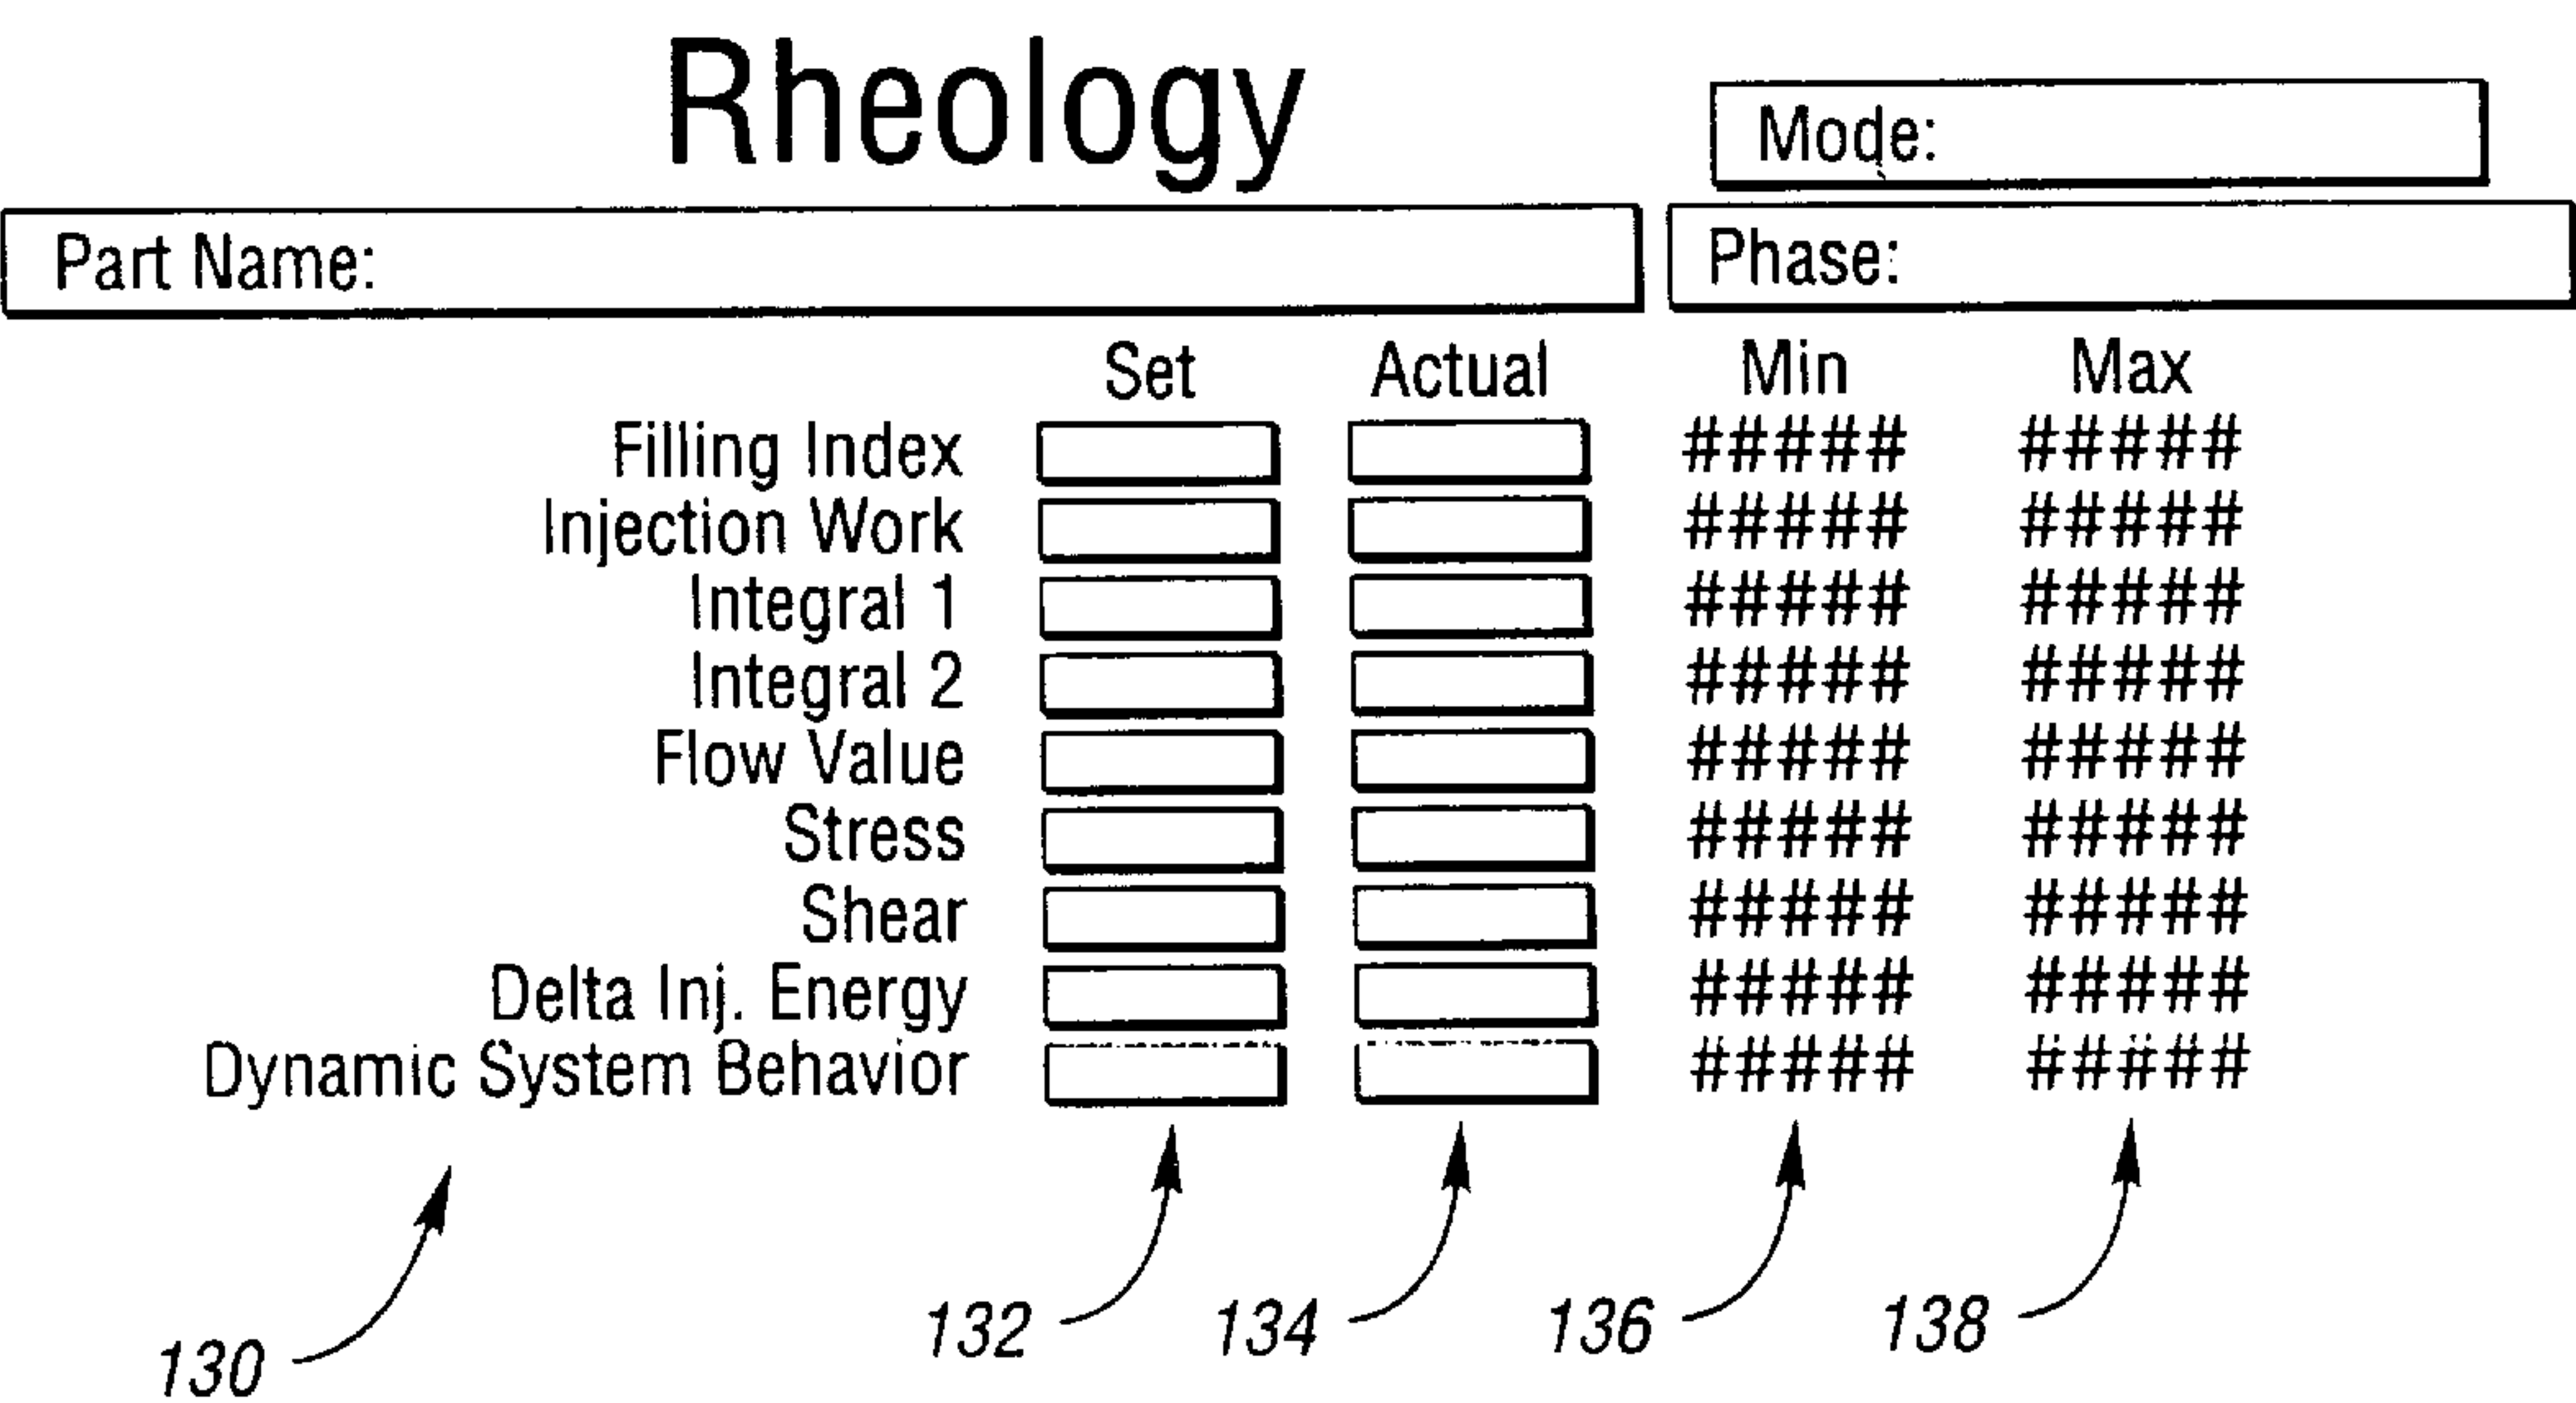 Rheology
Mode:
Part Name:
Phase:
Set Actual Min Max
Filling Index ##### #####
Injection Work ##### #####
Integral 1 ##### #####
Integral 2 ##### #####
Flow Value ##### #####
Stress ##### #####
Shear ##### #####
Delta Inj. Energy ##### #####
Dynamic System Behavior ##### #####
130 132 134 136 138